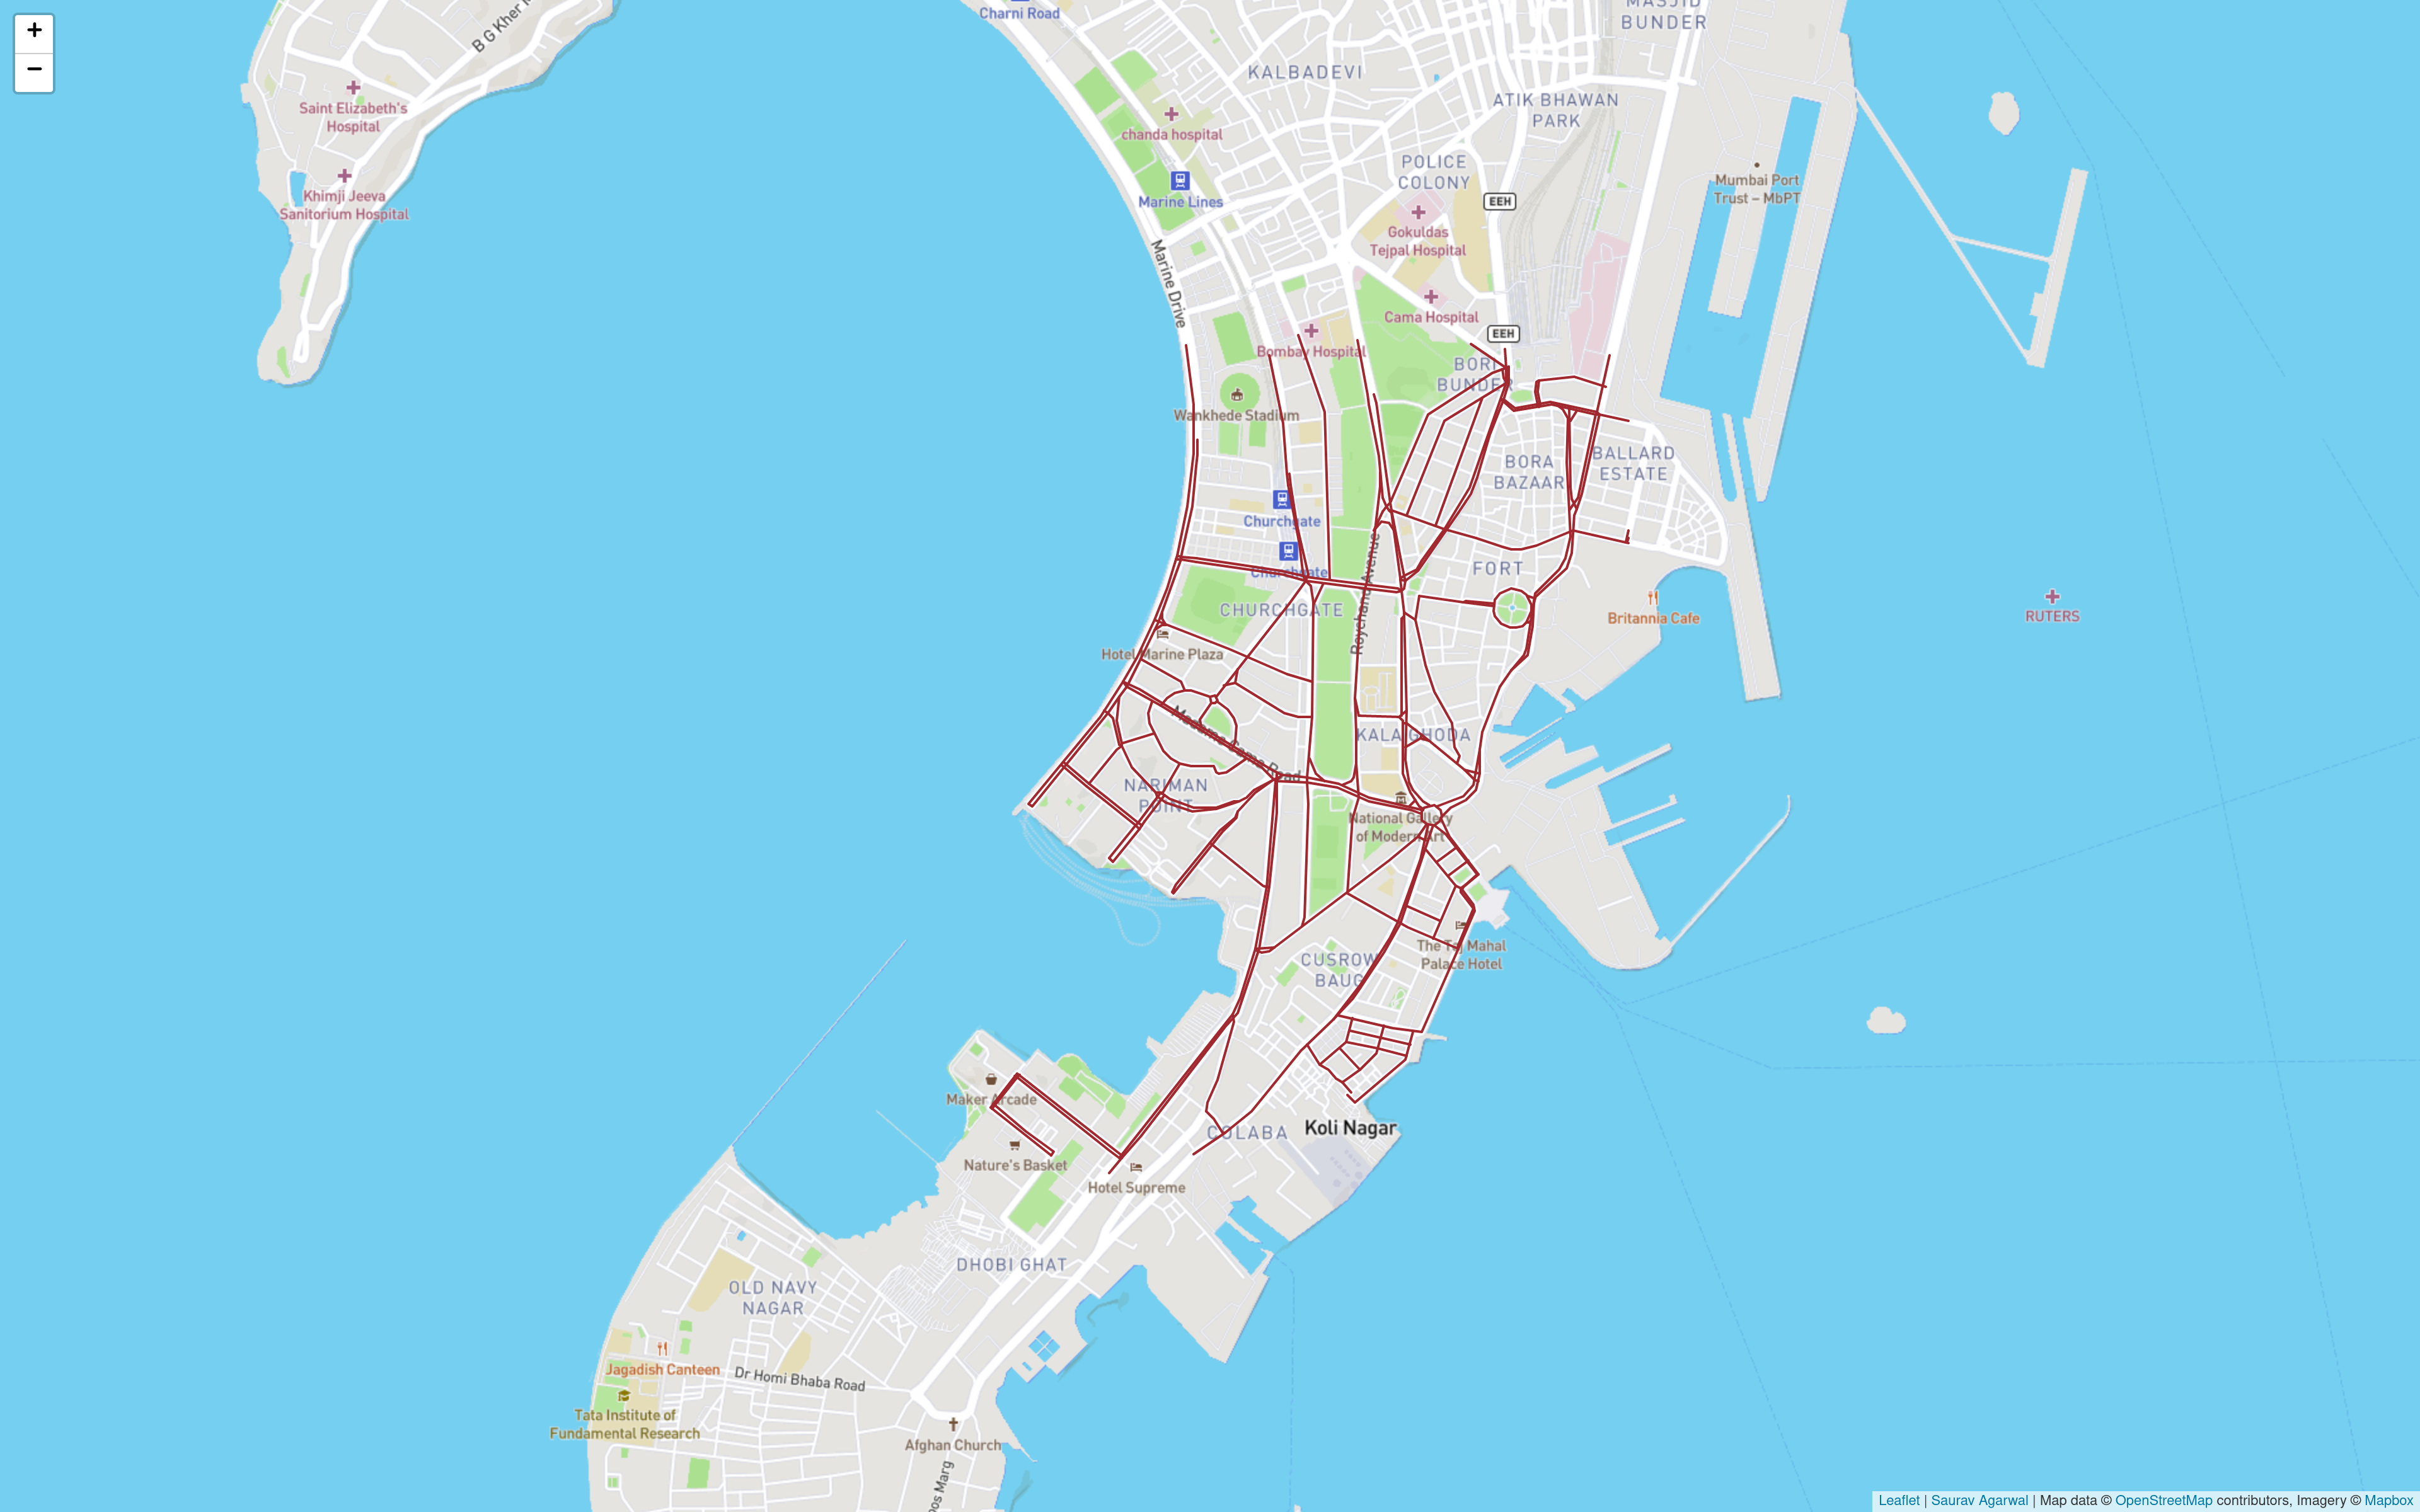 +
−
B G Kher
Charni Road
MASJID
BUNDER
KALBADEVI
Saint Elizabeth's
Hospital
ATIK BHAWAN
PARK
chanda hospital
POLICE
COLONY
Mumbai Port
Trust – MbPT
Khimji Jeeva
Sanitorium Hospital
Marine Lines
EEH
Gokuldas
Tejpal Hospital
Marine Drive
Cama Hospital
EEH
Bombay Hospital
BORI
BUNDER
Wankhede Stadium
BORA
BAZAAR
BALLARD
ESTATE
Churchgate
Churchgate
FORT
Roychand Avenue
CHURCHGATE
Britannia Cafe
RUTERS
Hotel Marine Plaza
Madame Cama Road
KALA GHODA
NARIMAN
POINT
National Gallery
of Modern Art
The Taj Mahal
Palace Hotel
CUSROW
BAUG
Maker Arcade
Koli Nagar
COLABA
Nature's Basket
Hotel Supreme
DHOBI GHAT
OLD NAVY
NAGAR
Jagadish Canteen
Dr Homi Bhaba Road
Tata Institute of
Fundamental Research
Afghan Church
os Marg
Leaflet | Saurav Agarwal | Map data © OpenStreetMap contributors, Imagery © Mapbox